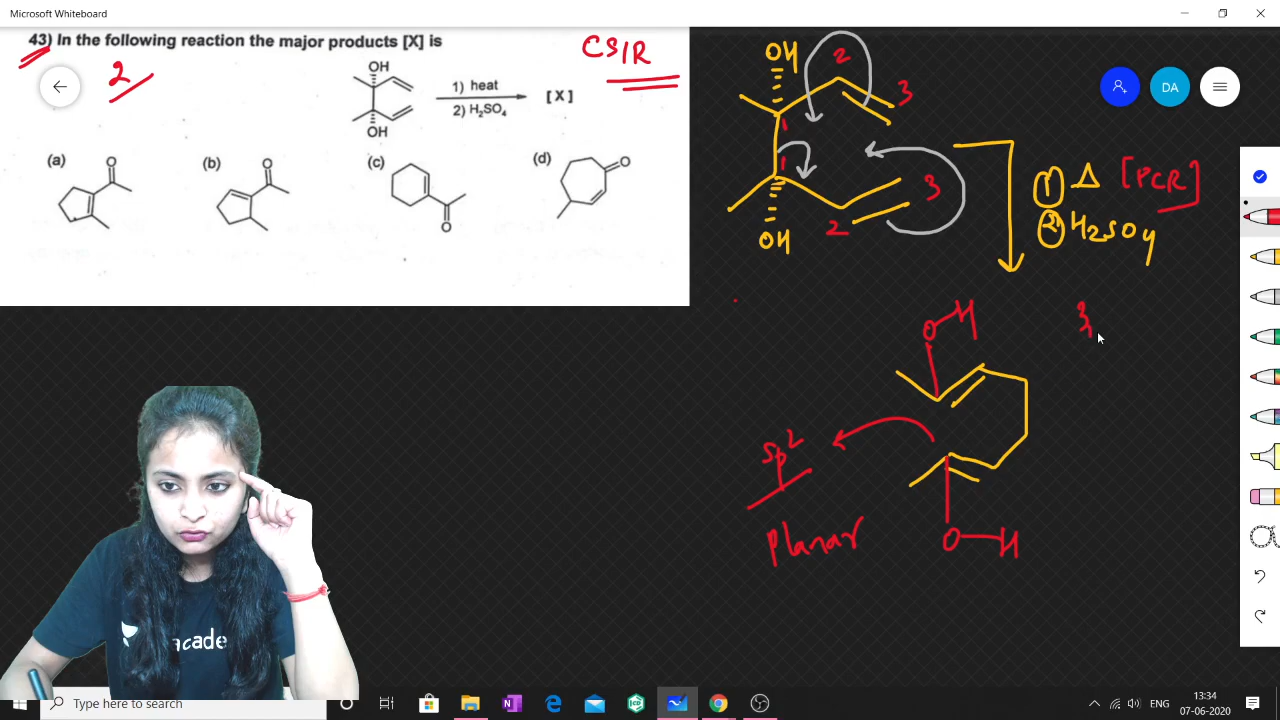 Microsoft Whiteboard
43) In the following reaction the major products [X] is
CSIR
2
OH
1) heat
2) H₂SO₄
[X]
OH
(a)
O
(b)
O
(c)
O
(d)
O
OH
2
3
1
1
3
2
OH
① Δ [PCR]
② H₂SO₄
DA
O-H
sp²
Planar
O-H
acade
Type here to search
13:34
ENG
07-06-2020